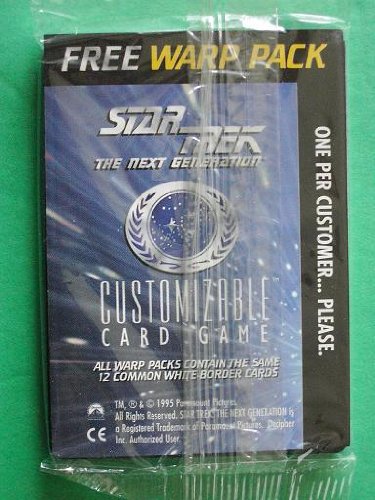 FREE WARP PACK
STAR TREK
THE NEXT GENERATION
CUSTOMIZABLE™
CARD GAME
ALL WARP PACKS CONTAIN THE SAME
12 COMMON WHITE BORDER CARDS
TM, ® & © 1995 Paramount Pictures.
All Rights Reserved. STAR TREK: THE NEXT GENERATION is
a Registered Trademark of Paramount Pictures. Decipher
Inc. Authorized User.
CE
ONE PER CUSTOMER... PLEASE.